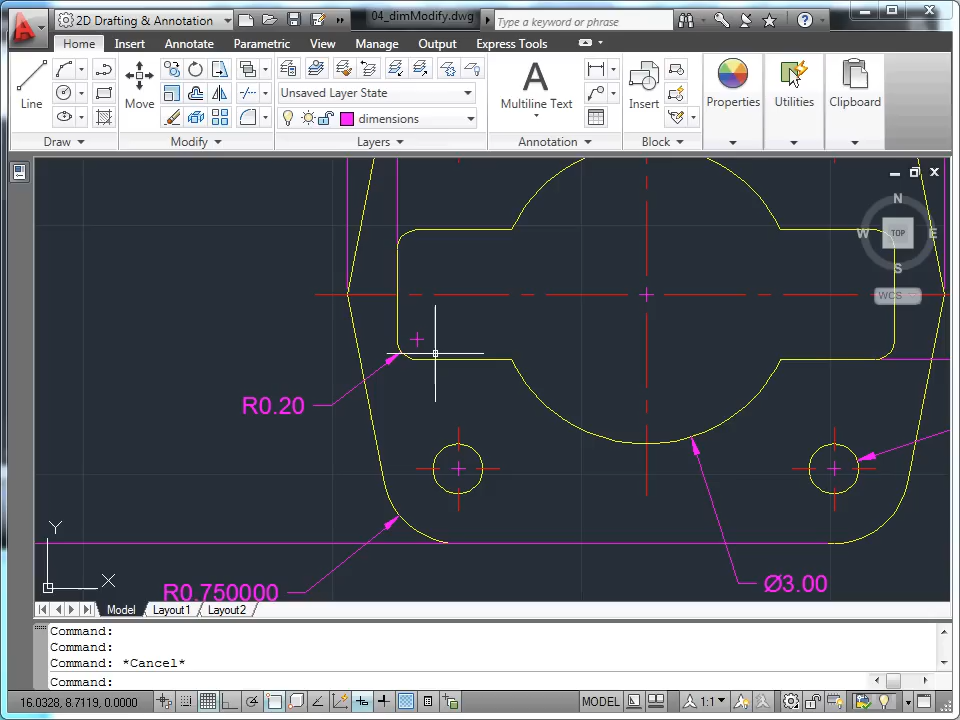 2D Drafting & Annotation
04_dimModify.dwg
Type a keyword or phrase
Home Insert Annotate Parametric View Manage Output Express Tools
Line
Move
Unsaved Layer State
dimensions
Multiline Text
Insert
Properties
Utilities
Clipboard
Draw
Modify
Layers
Annotation
Block
N
W TOP E
S
WCS
R0.20
R0.750000
Ø3.00
Y
X
Model Layout1 Layout2
Command:
Command:
Command: *Cancel*
Command:
16.0328, 8.7119, 0.0000
MODEL
1:1